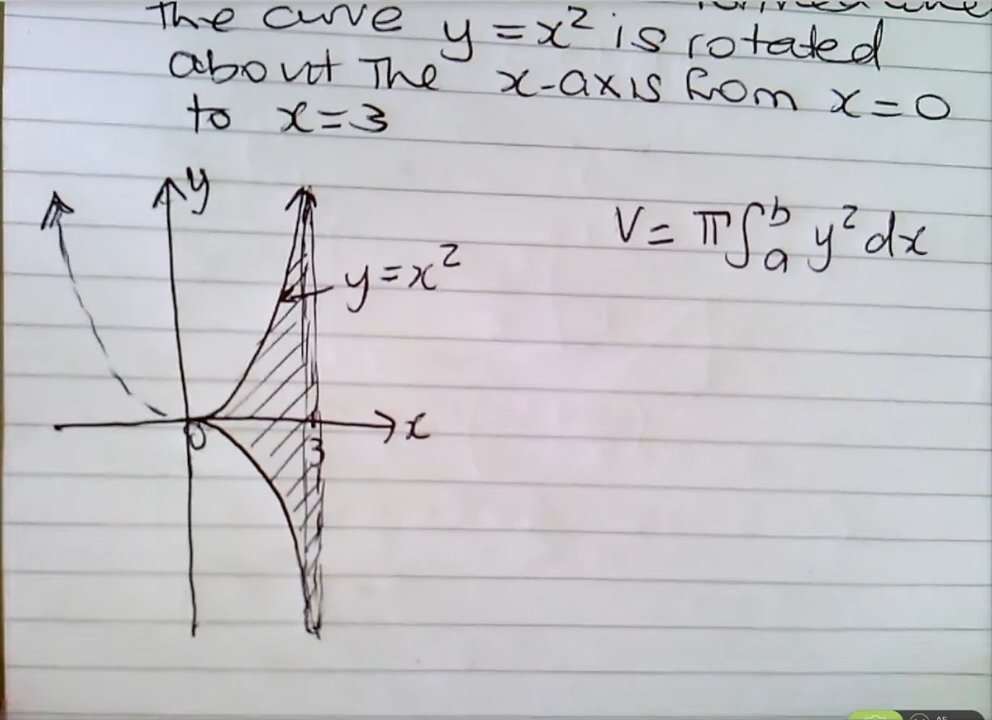 The curve y = x² is rotated
about The x-axis from x = 0
to x = 3
y
V = π∫ₐᵇ y² dx
y = x²
x
0
3